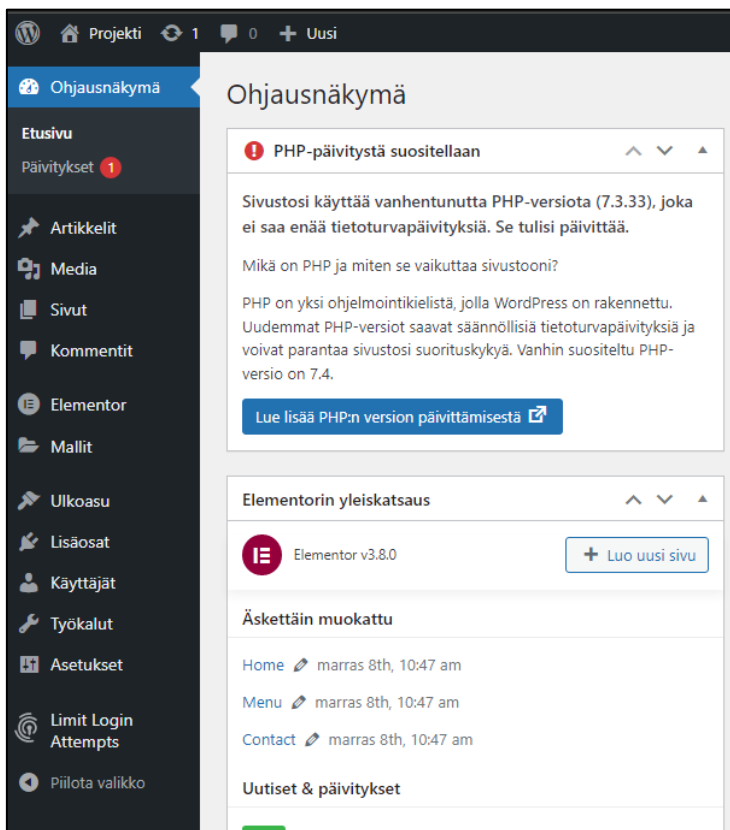 Projekti 1 0 + Uusi
Ohjausnäkymä
Etusivu
Päivitykset 1
Artikkelit
Media
Sivut
Kommentit
Elementor
Mallit
Ulkoasu
Lisäosat
Käyttäjät
Työkalut
Asetukset
Limit Login
Attempts
Piilota valikko
Ohjausnäkymä
PHP-päivitystä suositellaan
Sivustosi käyttää vanhentunutta PHP-versiota (7.3.33), joka
ei saa enää tietoturvapäivityksiä. Se tulisi päivittää.
Mikä on PHP ja miten se vaikuttaa sivustooni?
PHP on yksi ohjelmointikielistä, jolla WordPress on rakennettu.
Uudemmat PHP-versiot saavat säännöllisiä tietoturvapäivityksiä ja
voivat parantaa sivustosi suorituskykyä. Vanhin suositeltu PHP-
versio on 7.4.
Lue lisää PHP:n version päivittämisestä
Elementorin yleiskatsaus
Elementor v3.8.0
+ Luo uusi sivu
Äskettäin muokattu
Home marras 8th, 10:47 am
Menu marras 8th, 10:47 am
Contact marras 8th, 10:47 am
Uutiset & päivitykset